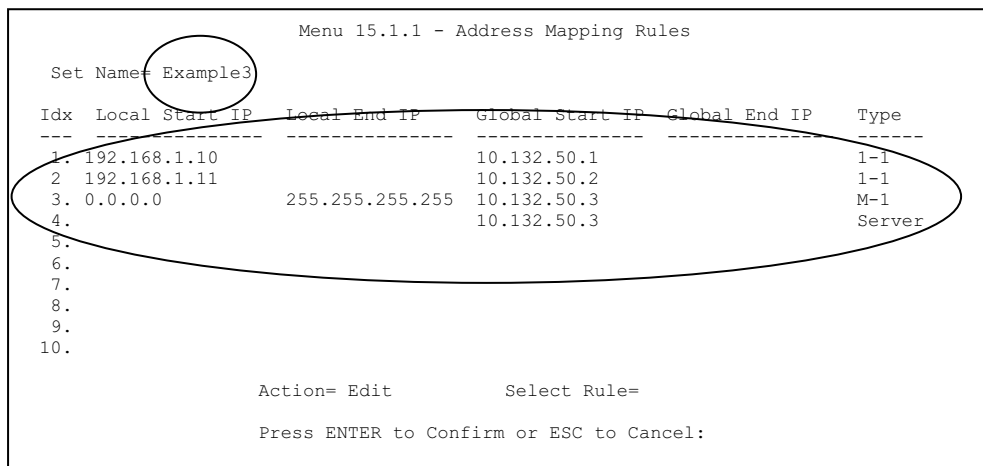 Menu 15.1.1 - Address Mapping Rules
Set Name= Example3
Idx  Local Start IP   Local End IP     Global Start IP  Global End IP    Type
---  ---------------  ---------------  ---------------  ---------------  ------
1. 192.168.1.10 10.132.50.1 1-1
2 192.168.1.11 10.132.50.2 1-1
3. 0.0.0.0 255.255.255.255 10.132.50.3 M-1
4. 10.132.50.3 Server
5.
6.
7.
8.
9.
10.
Action= Edit Select Rule=
Press ENTER to Confirm or ESC to Cancel: